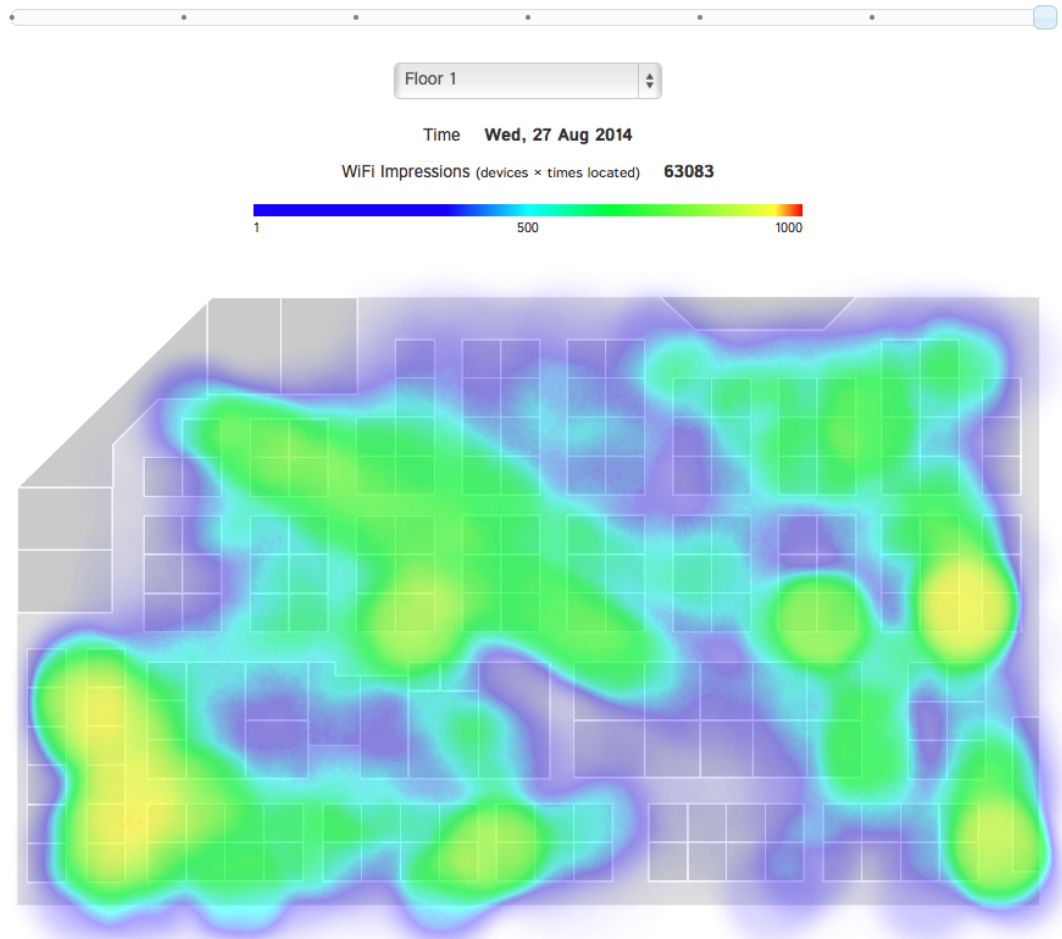 Floor 1
Time Wed, 27 Aug 2014
WiFi Impressions (devices × times located) 63083
1 500 1000